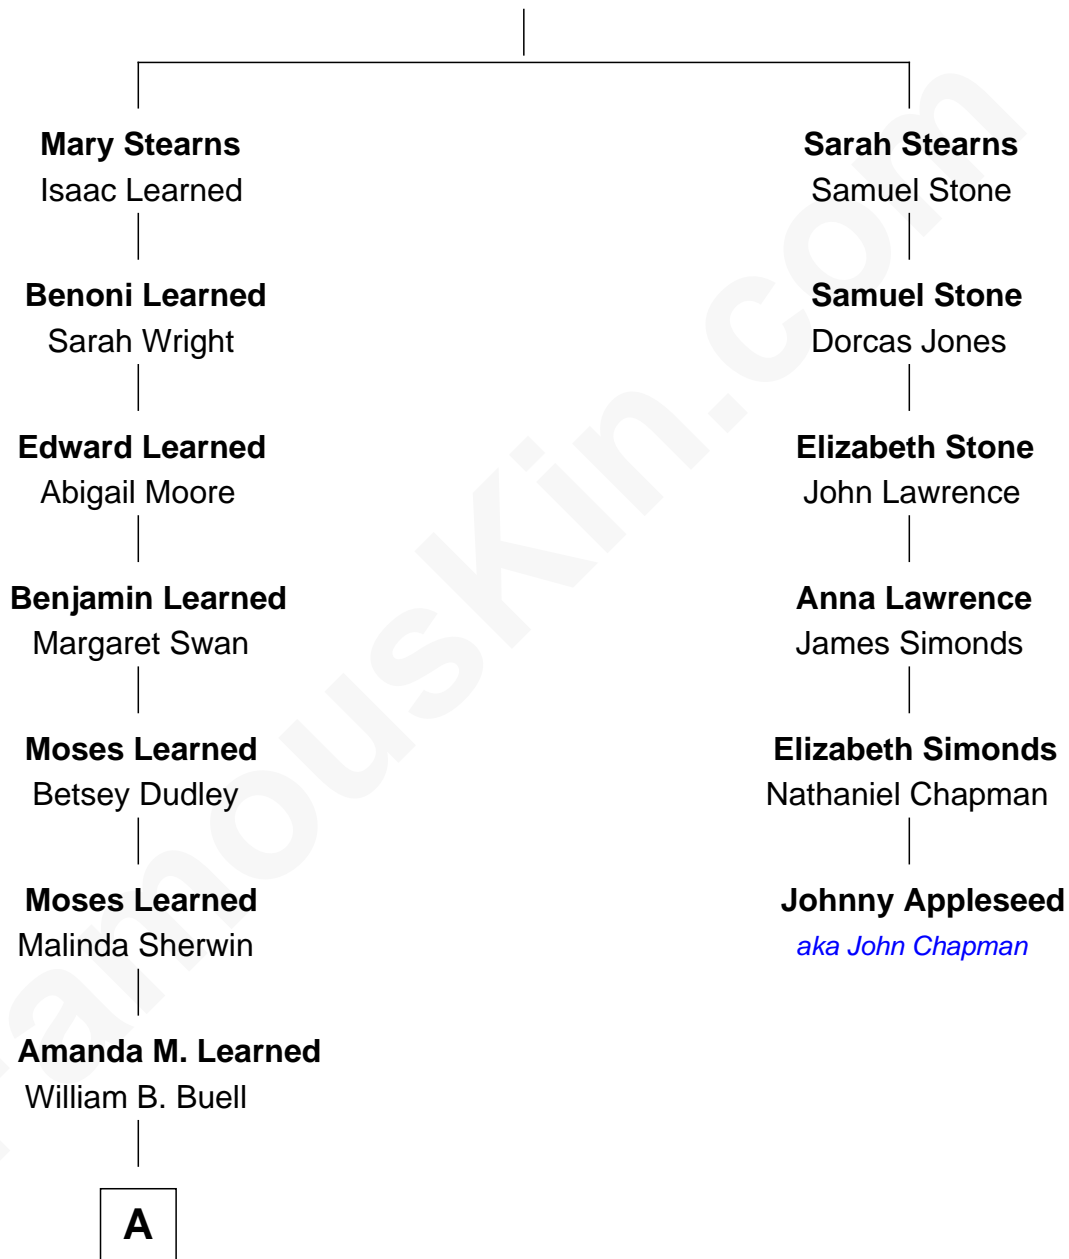 Mary Stearns
Isaac Learned
Benoni Learned
Sarah Wright
Edward Learned
Abigail Moore
Benjamin Learned
Margaret Swan
Moses Learned
Betsey Dudley
Moses Learned
Malinda Sherwin
Amanda M. Learned
William B. Buell
A
Sarah Stearns
Samuel Stone
Samuel Stone
Dorcas Jones
Elizabeth Stone
John Lawrence
Anna Lawrence
James Simonds
Elizabeth Simonds
Nathaniel Chapman
Johnny Appleseed
aka John Chapman
FamousKin.com